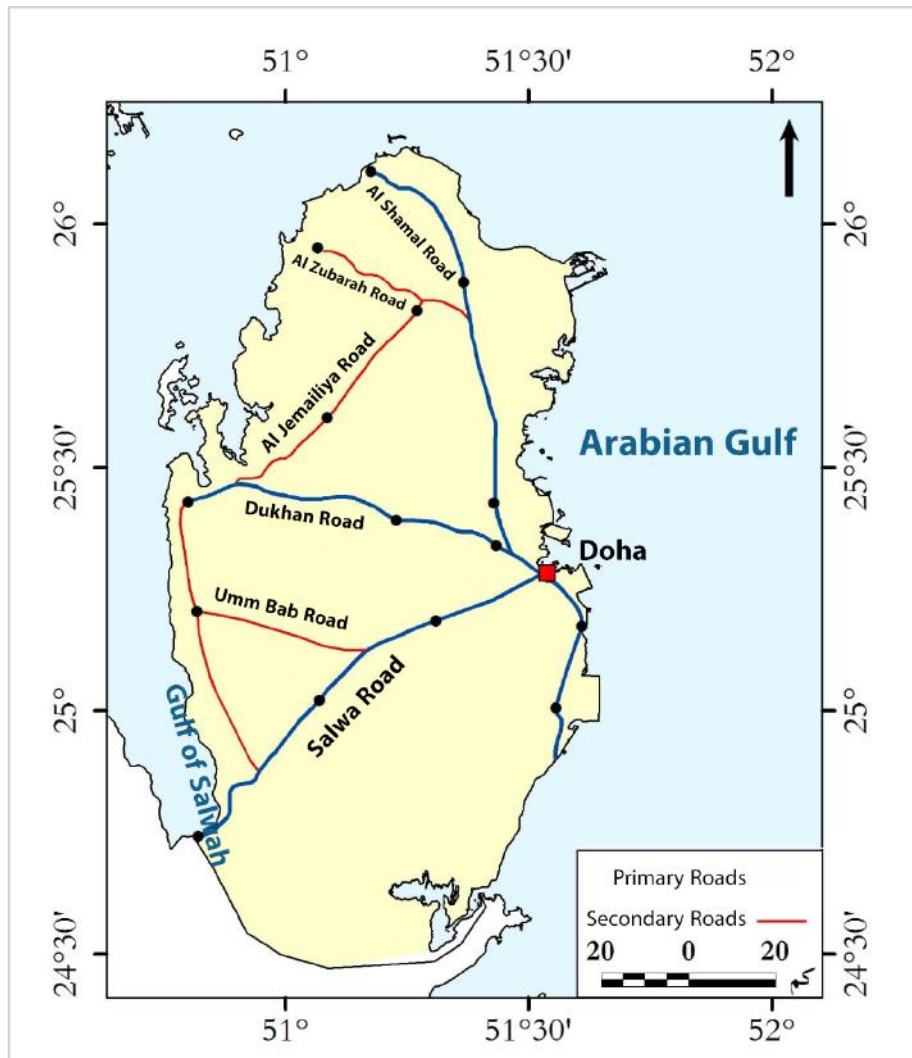 51°
51°30'
52°
26°
26°
Al Shamal Road
Al Zubarah Road
Al Jemailiya Road
25°30'
25°30'
Arabian Gulf
Dukhan Road
Doha
Umm Bab Road
Salwa Road
25°
25°
Gulf of Salwah
Primary Roads
Secondary Roads
20 0 20
24°30'
24°30'
51°
51°30'
52°